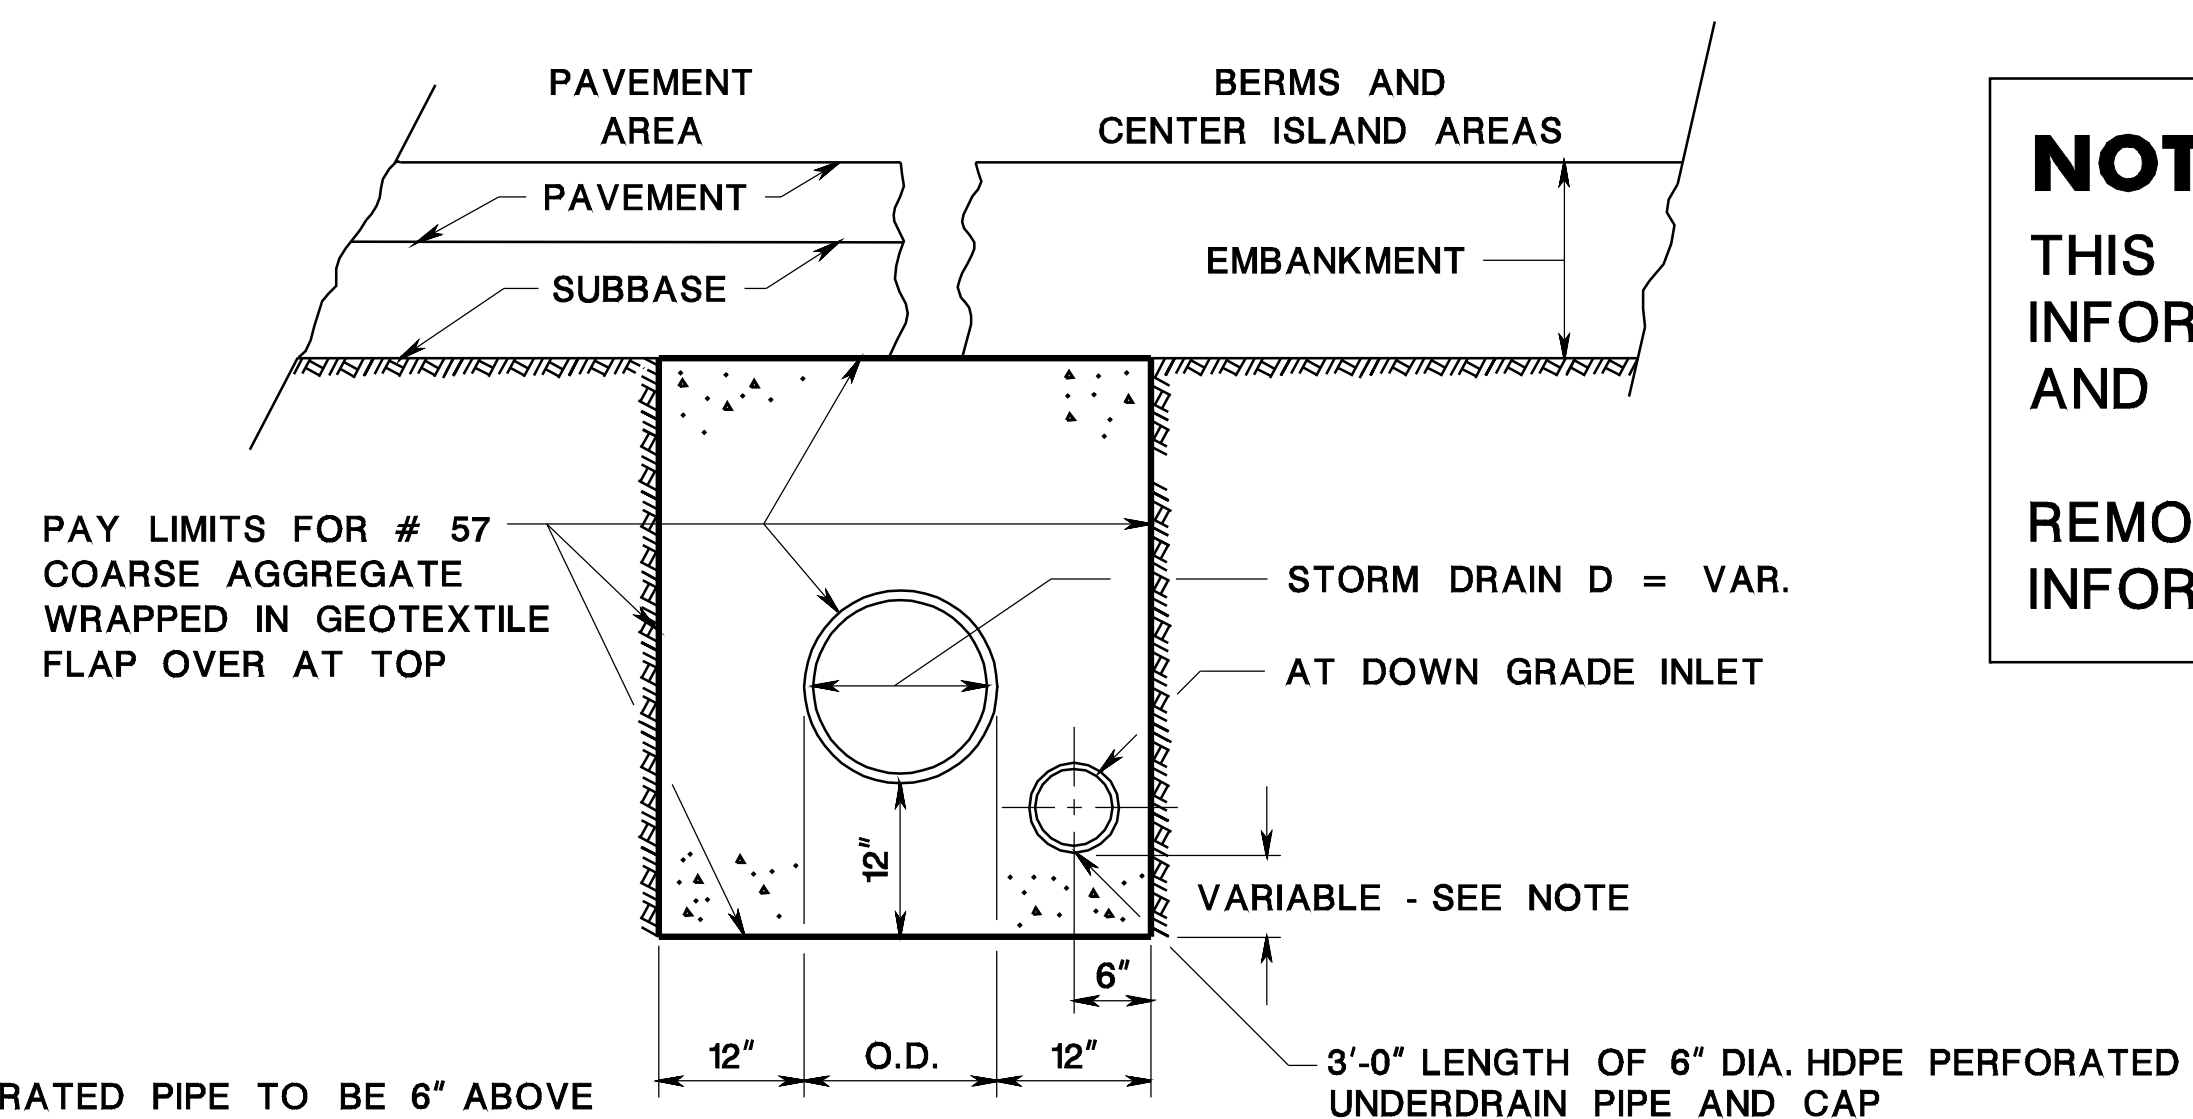 PAVEMENT
AREA
BERMS AND
CENTER ISLAND AREAS
PAVEMENT
SUBBASE
EMBANKMENT
PAY LIMITS FOR # 57
COARSE AGGREGATE
WRAPPED IN GEOTEXTILE
FLAP OVER AT TOP
STORM DRAIN D = VAR.
AT DOWN GRADE INLET
12"
VARIABLE - SEE NOTE
6"
12" O.D. 12"
3'-0" LENGTH OF 6" DIA. HDPE PERFORATED
UNDERDRAIN PIPE AND CAP
RATED PIPE TO BE 6" ABOVE
NOT
THIS
INFOR
AND
REMO
INFOR